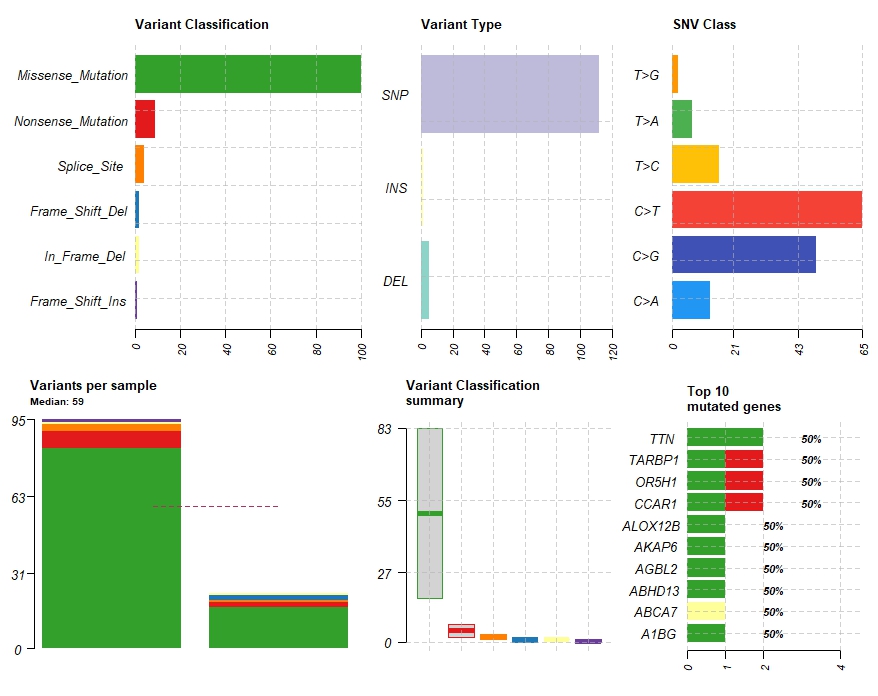 Variant Classification
Missense_Mutation
Nonsense_Mutation
Splice_Site
Frame_Shift_Del
In_Frame_Del
Frame_Shift_Ins
0 20 40 60 80 100
Variant Type
SNP
INS
DEL
0 20 40 60 80 100 120
SNV Class
T>G
T>A
T>C
C>T
C>G
C>A
0 21 43 65
Variants per sample
Median: 59
95
63
31
0
Variant Classification
summary
83
55
27
0
Top 10
mutated genes
TTN 50%
TARBP1 50%
OR5H1 50%
CCAR1 50%
ALOX12B 50%
AKAP6 50%
AGBL2 50%
ABHD13 50%
ABCA7 50%
A1BG 50%
0 1 2 4